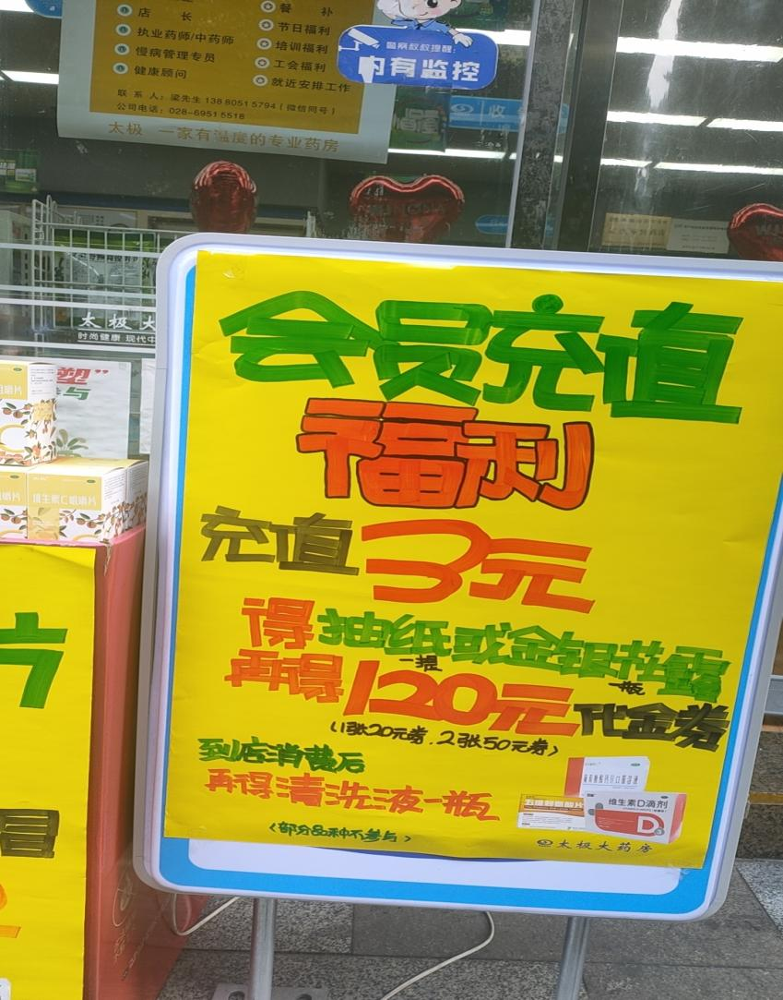 店 长
执业药师/中药师
慢病管理专员
健康顾问
餐 补
节日福利
培训福利
工会福利
就近安排工作
联 系 人：梁先生 138 8051 5794（微信同号）
公司电话：028-6951 5518
太极 一家有温度的专业药房
警察叔叔提醒：
内有监控
收
太极大
时尚健康 现代中
塑”
与
维生素C咀嚼片
会员充值
福利
充值3元
得抽纸一提或金银花露一瓶
再得120元代金券
(1张20元券,2张50元券)
到店消费后
再得清洗液一瓶
<部分品种不参与>
维生素D滴剂
D
太极大药房
片
冒